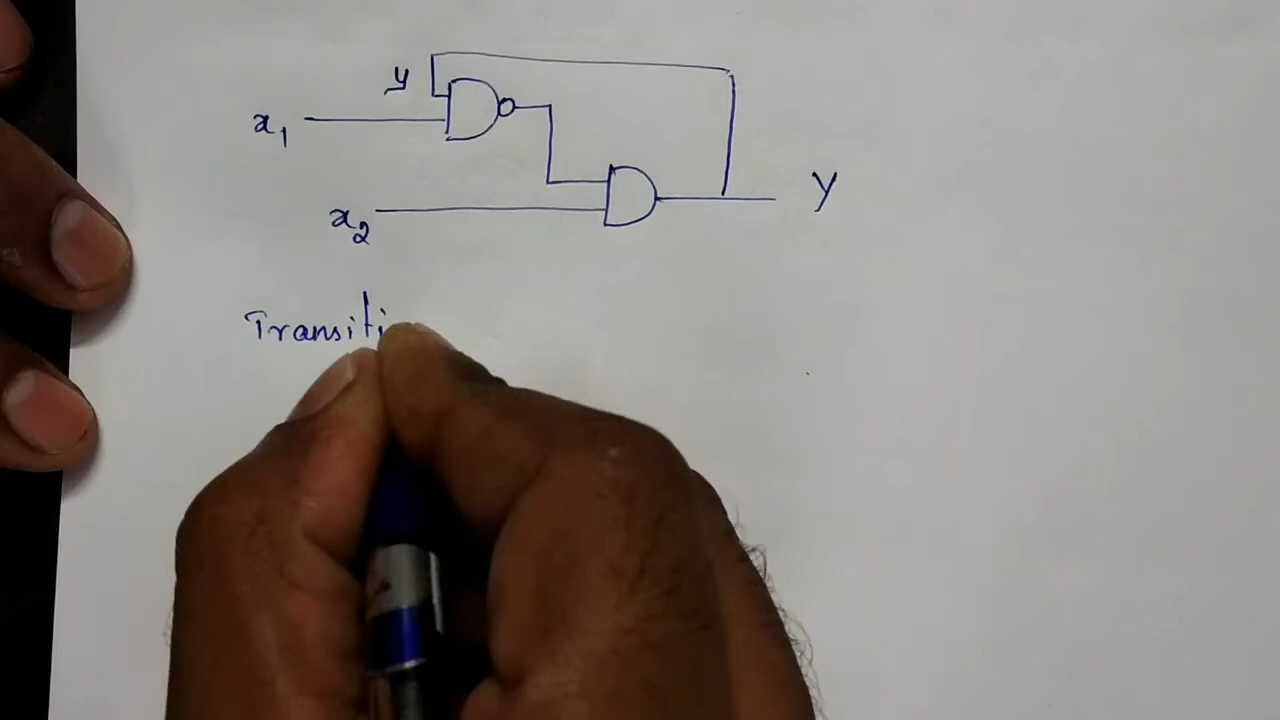 y
x₁
Y
x₂
Transiti